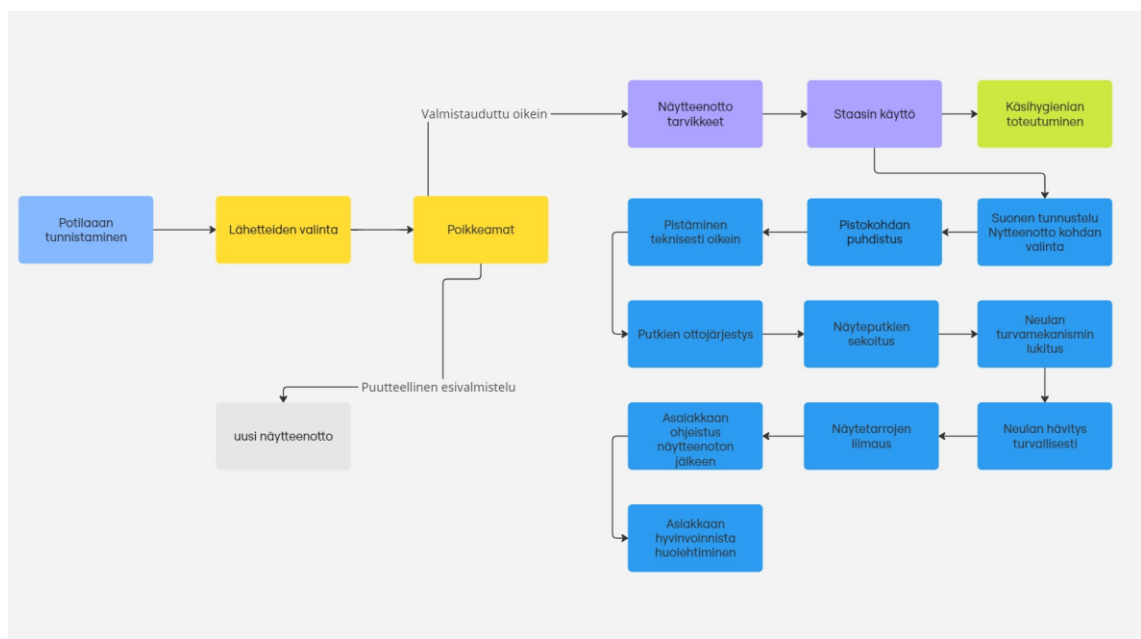 Valmistauduttu oikein
Näytteenotto
tarvikkeet
Staasin käyttö
Käsihygienian
toteutuminen
Potilaaan
tunnistaminen
Lähetteiden valinta
Poikkeamat
Pistäminen
teknisesti oikein
Pistokohdan
puhdistus
Suonen tunnustelu
Nytteenotto kohdan
valinta
Putkien ottojärjestys
Näyteputkien
sekoitus
Neulan
turvamekanismin
lukitus
Puutteellinen esivalmistelu
uusi näytteenotto
Asaiakkaan
ohjeistus
näytteenoton
jälkeen
Näytetarrojen
liimaus
Neulan hävitys
turvallisesti
Asiakkaan
hyvinvoinnista
huolehtiminen